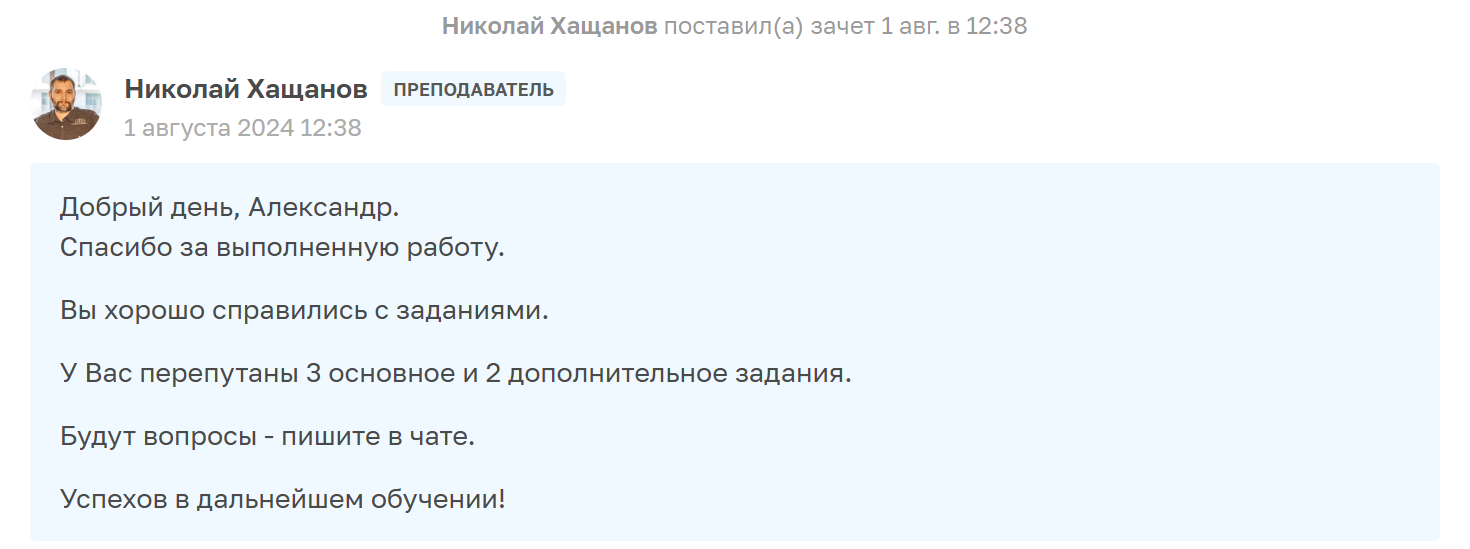 Николай Хащанов поставил(а) зачет 1 авг. в 12:38
Николай Хащанов ПРЕПОДАВАТЕЛЬ
1 августа 2024 12:38
Добрый день, Александр.
Спасибо за выполненную работу.
Вы хорошо справились с заданиями.
У Вас перепутаны 3 основное и 2 дополнительное задания.
Будут вопросы - пишите в чате.
Успехов в дальнейшем обучении!